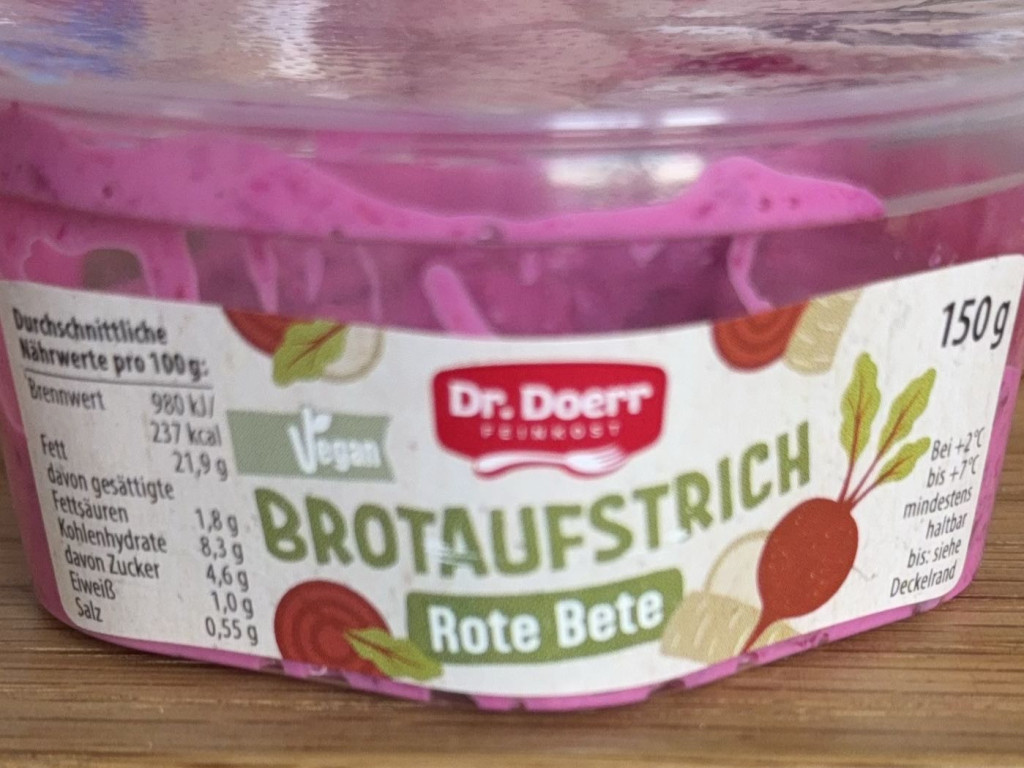 Durchschnittliche
Nährwerte pro 100 g:
Brennwert 980 kJ/
237 kcal
Fett 21,9 g
davon gesättigte
Fettsäuren 1,8 g
Kohlenhydrate 8,3 g
davon Zucker 4,6 g
Eiweiß 1,0 g
Salz 0,55 g
Vegan
Dr. Doerr
FEINKOST
BROTAUFSTRICH
Rote Bete
150 g
Bei +2°C
bis +7°C
mindestens
haltbar
bis: siehe
Deckelrand